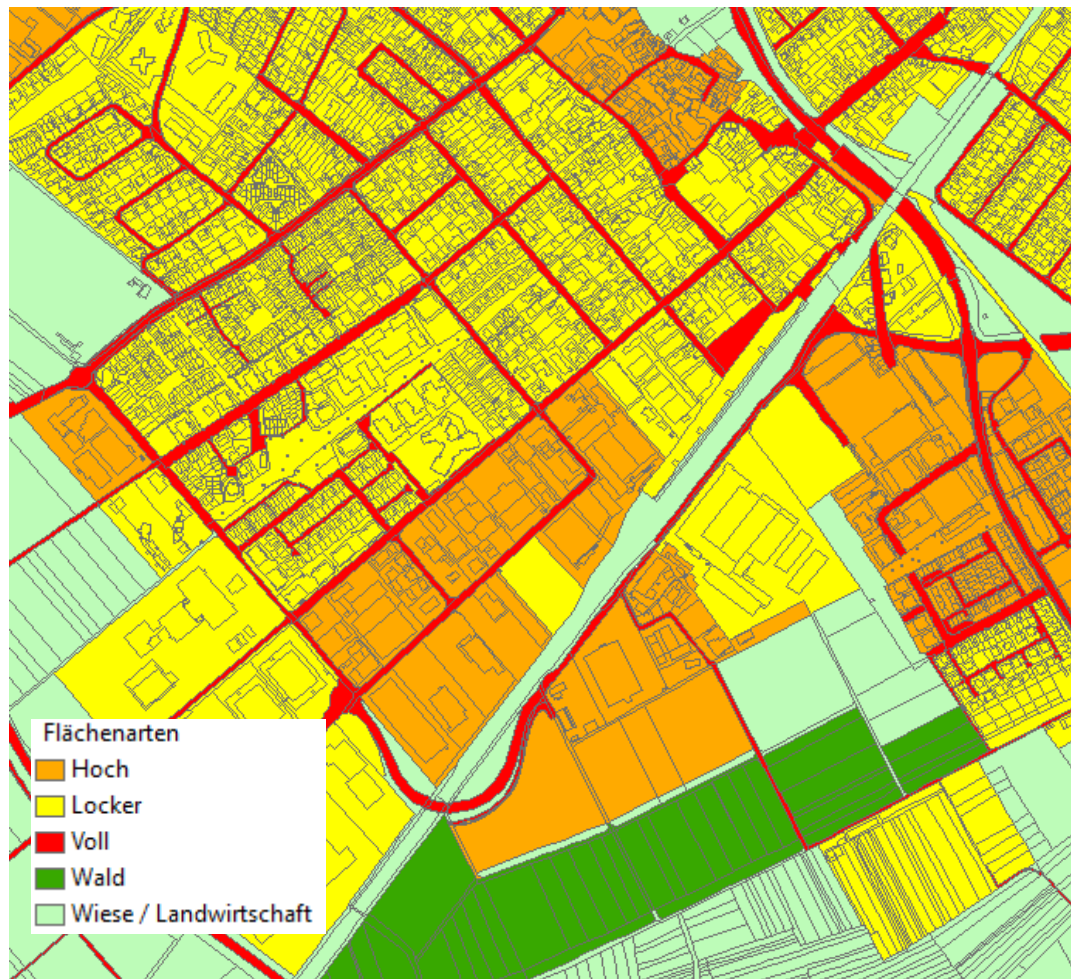 Flächenarten
Hoch
Locker
Voll
Wald
Wiese / Landwirtschaft